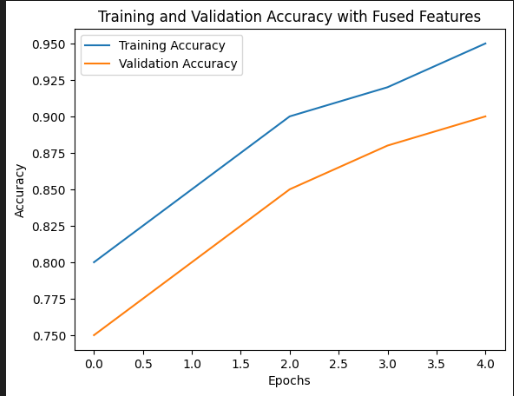 Training and Validation Accuracy with Fused Features
Training Accuracy
Validation Accuracy
Accuracy
0.950
0.925
0.900
0.875
0.850
0.825
0.800
0.775
0.750
0.0 0.5 1.0 1.5 2.0 2.5 3.0 3.5 4.0
Epochs